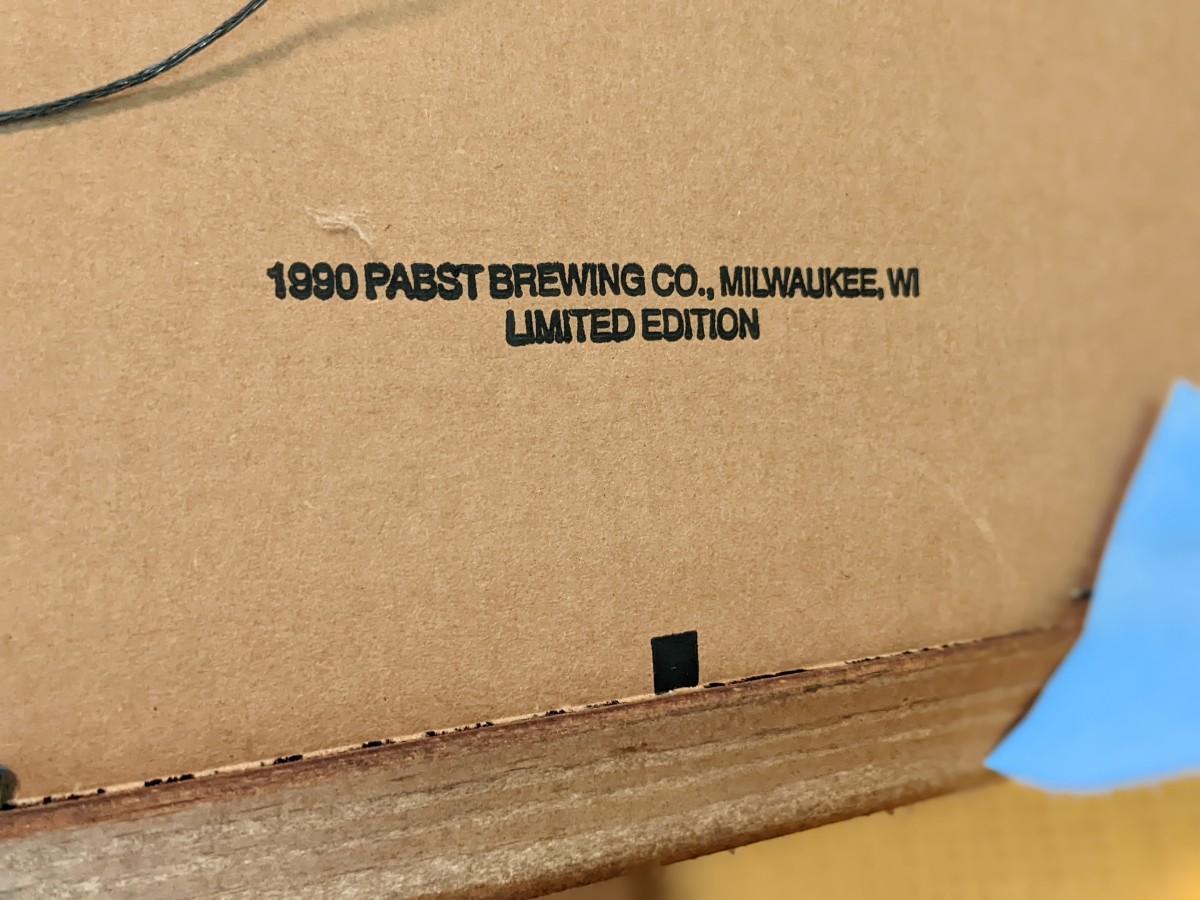 1990 PABST BREWING CO., MILWAUKEE, WI
LIMITED EDITION